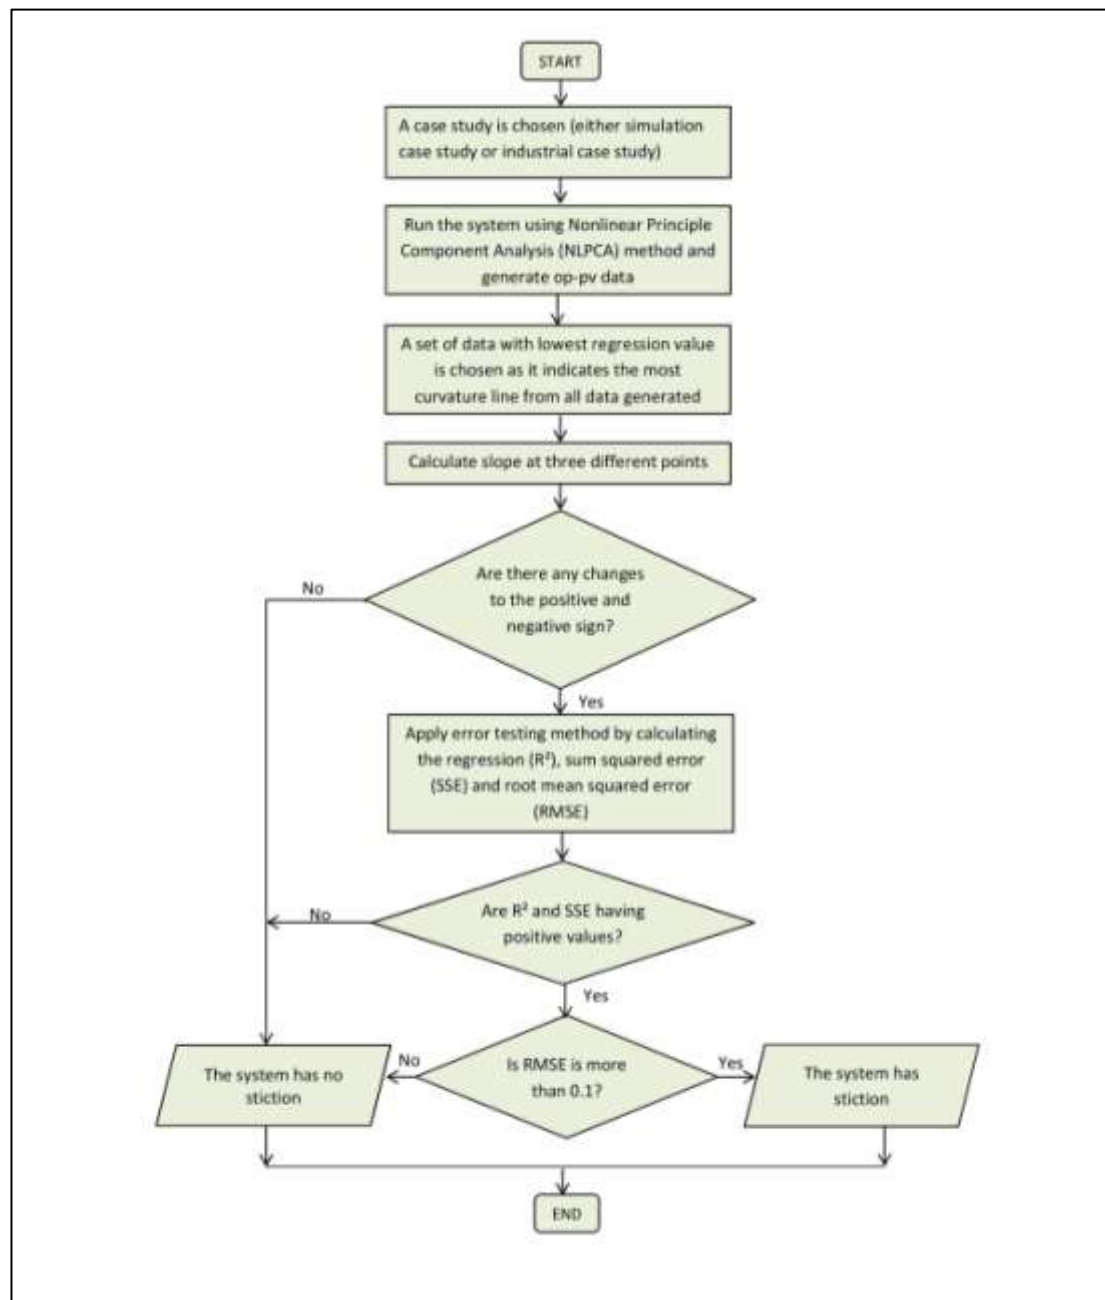 START
A case study is chosen (either simulation
case study or industrial case study)
Run the system using Nonlinear Principle
Component Analysis (NLPCA) method and
generate op-pv data
A set of data with lowest regression value
is chosen as it indicates the most
curvature line from all data generated
Calculate slope at three different points
Are there any changes
to the positive and
negative sign?
No
Yes
Apply error testing method by calculating
the regression (R²), sum squared error
(SSE) and root mean squared error
(RMSE)
Are R² and SSE having
positive values?
No
Yes
Is RMSE is more
than 0.1?
No
Yes
The system has no
stiction
The system has
stiction
END